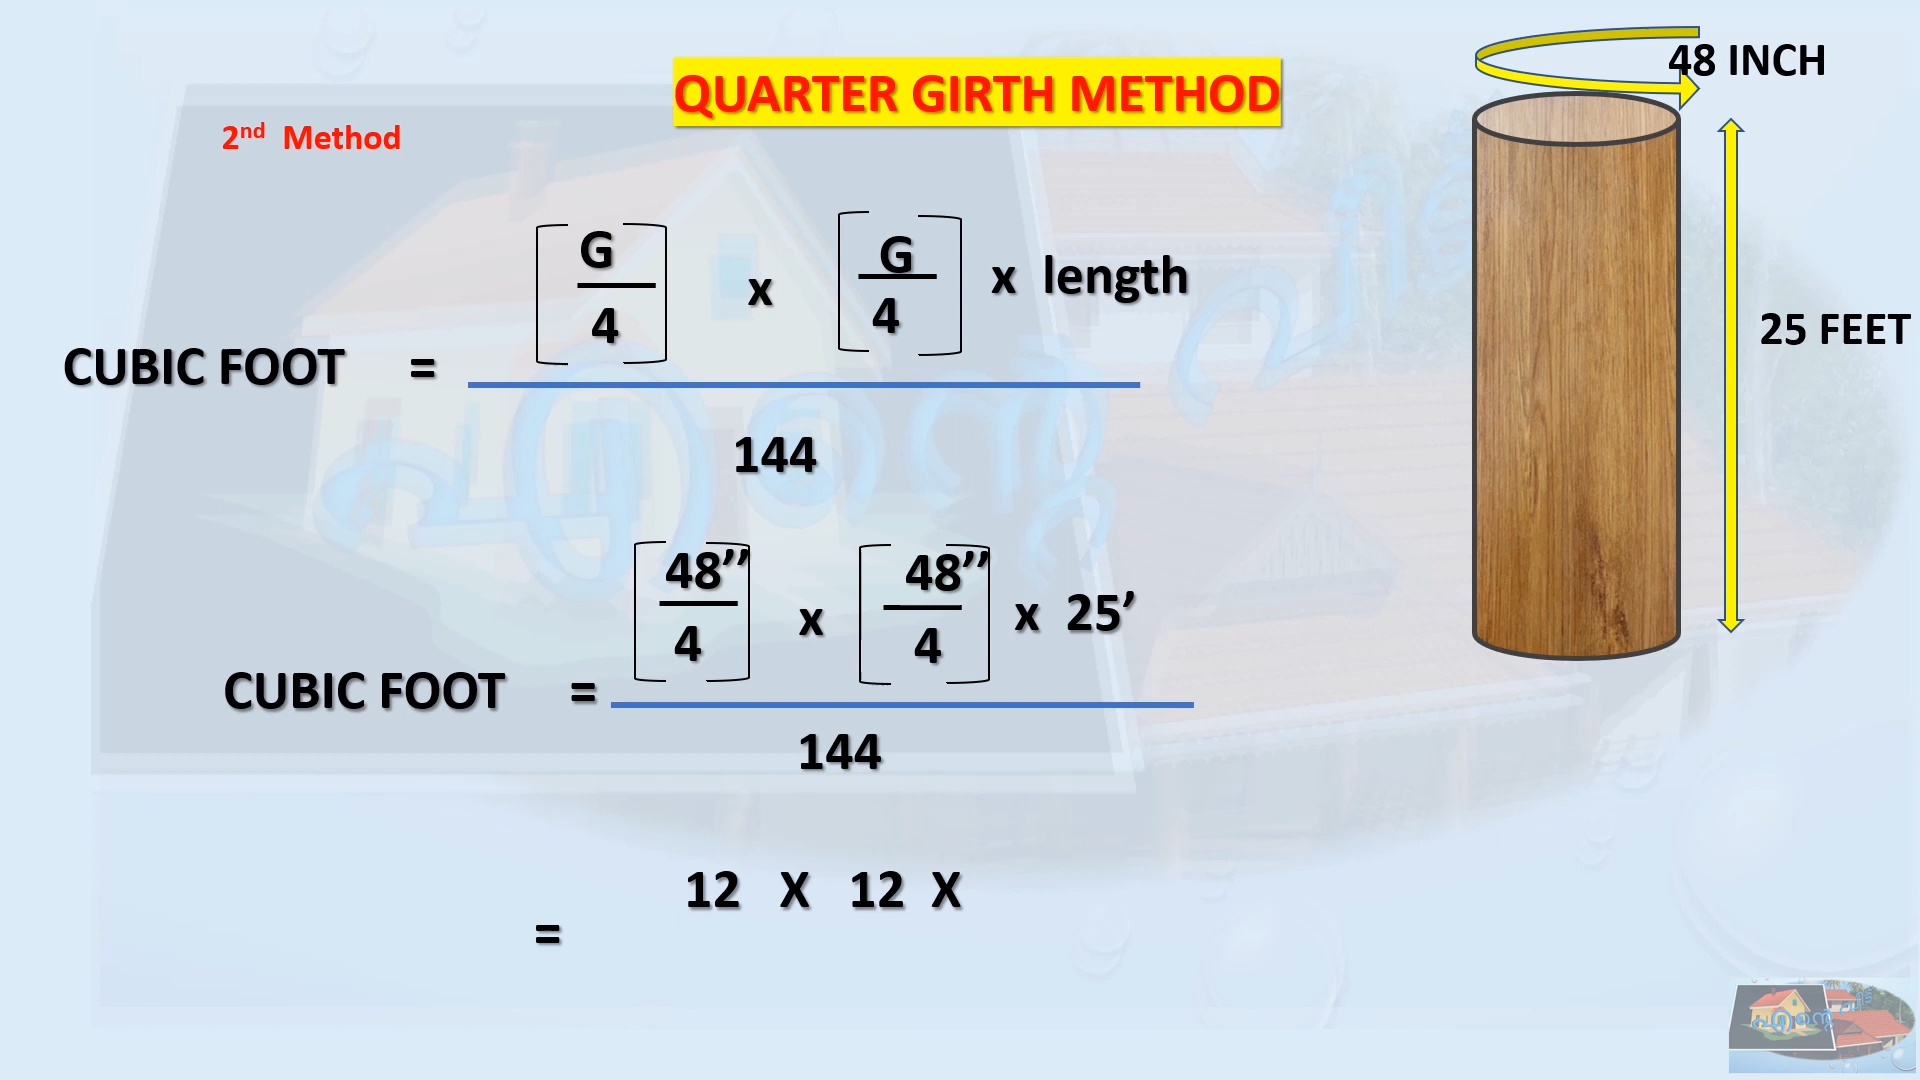 QUARTER GIRTH METHOD
48 INCH
2nd Method
CUBIC FOOT = [G/4] x [G/4] x length
144
25 FEET
CUBIC FOOT = [48’’/4] x [48’’/4] x 25’
144
= 12 X 12 X
എന്റെ വീട്